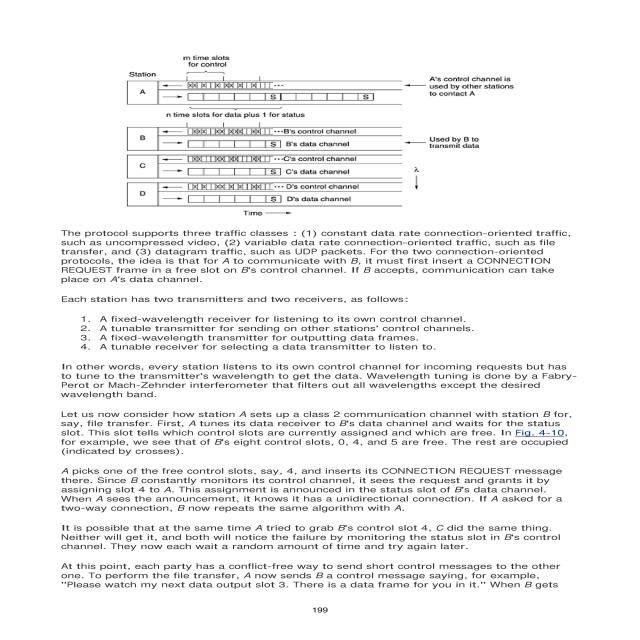 m time slots
for control
Station
A
S
S
A's control channel is
used by other stations
to contact A
n time slots for data plus 1 for status
B
B's control channel
S
B's data channel
Used by B to
transmit data
C
C's control channel
S
C's data channel
λ
D
D's control channel
S
D's data channel
Time
The protocol supports three traffic classes : (1) constant data rate connection-oriented traffic,
such as uncompressed video, (2) variable data rate connection-oriented traffic, such as file
transfer, and (3) datagram traffic, such as UDP packets. For the two connection-oriented
protocols, the idea is that for A to communicate with B, it must first insert a CONNECTION
REQUEST frame in a free slot on B's control channel. If B accepts, communication can take
place on A's data channel.
Each station has two transmitters and two receivers, as follows:
1. A fixed-wavelength receiver for listening to its own control channel.
2. A tunable transmitter for sending on other stations' control channels.
3. A fixed-wavelength transmitter for outputting data frames.
4. A tunable receiver for selecting a data transmitter to listen to.
In other words, every station listens to its own control channel for incoming requests but has
to tune to the transmitter's wavelength to get the data. Wavelength tuning is done by a Fabry-
Perot or Mach-Zehnder interferometer that filters out all wavelengths except the desired
wavelength band.
Let us now consider how station A sets up a class 2 communication channel with station B for,
say, file transfer. First, A tunes its data receiver to B's data channel and waits for the status
slot. This slot tells which control slots are currently assigned and which are free. In Fig. 4-10,
for example, we see that of B's eight control slots, 0, 4, and 5 are free. The rest are occupied
(indicated by crosses).
A picks one of the free control slots, say, 4, and inserts its CONNECTION REQUEST message
there. Since B constantly monitors its control channel, it sees the request and grants it by
assigning slot 4 to A. This assignment is announced in the status slot of B's data channel.
When A sees the announcement, it knows it has a unidirectional connection. If A asked for a
two-way connection, B now repeats the same algorithm with A.
It is possible that at the same time A tried to grab B's control slot 4, C did the same thing.
Neither will get it, and both will notice the failure by monitoring the status slot in B's control
channel. They now each wait a random amount of time and try again later.
At this point, each party has a conflict-free way to send short control messages to the other
one. To perform the file transfer, A now sends B a control message saying, for example,
"Please watch my next data output slot 3. There is a data frame for you in it." When B gets
199